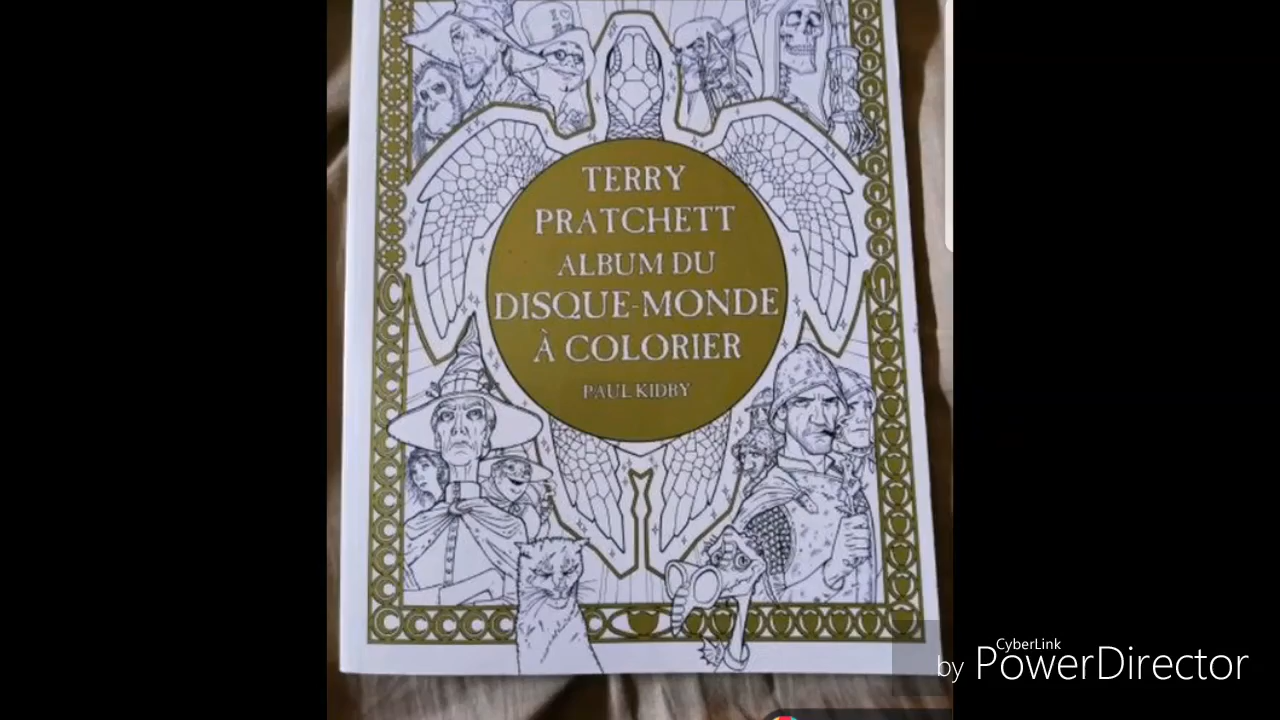 TERRY
PRATCHETT
ALBUM DU
DISQUE-MONDE
À COLORIER
PAUL KIDBY
CyberLink
by PowerDirector